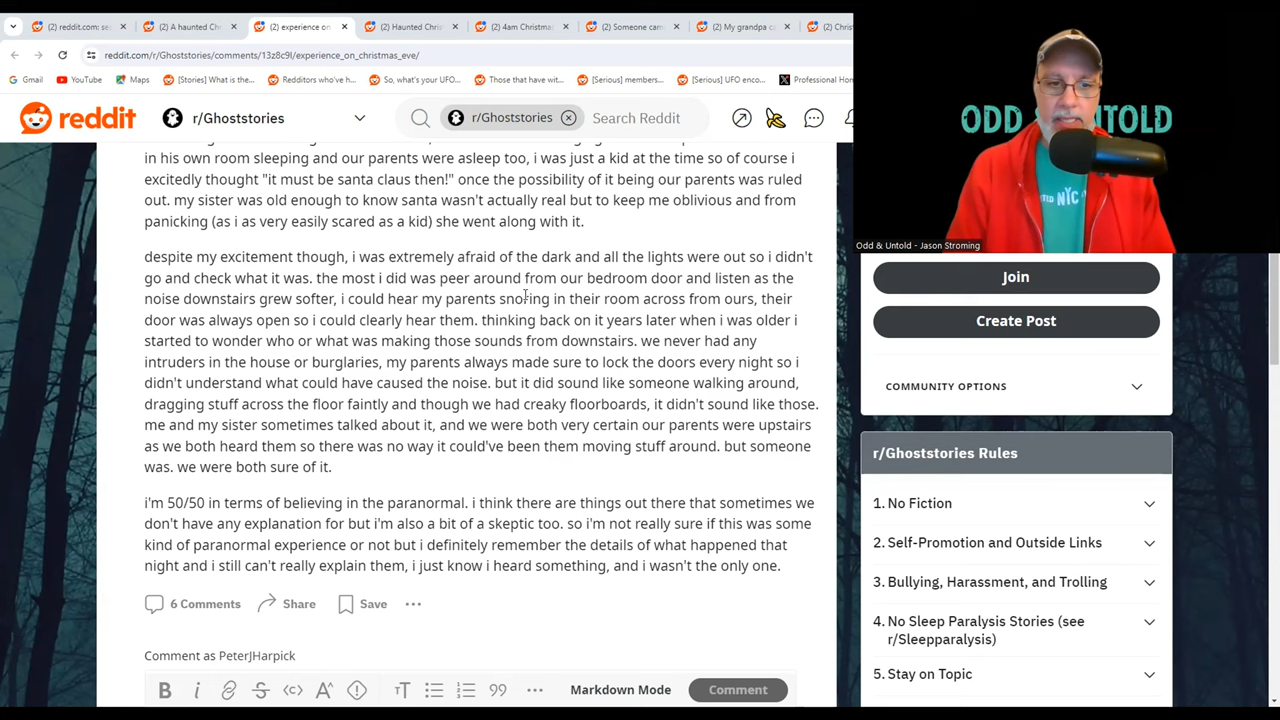 (2) reddit.com: se
(2) A haunted Chr
(2) experience on
(2) Haunted Chris
(2) 4am Christmas
(2) Someone cam
(2) My grandpa co
(2) Chris
reddit.com/r/Ghoststories/comments/13z8c9l/experience_on_christmas_eve/
Gmail
YouTube
Maps
[Stories] What is the...
Redditors who've h...
So, what's your UFO...
Those that have wit...
[Serious] members...
[Serious] UFO enco...
Professional Hom
reddit
r/Ghoststories
r/Ghoststories
Search Reddit
ODD & UNTOLD
NYC
Odd & Untold - Jason Stroming
in his own room sleeping and our parents were asleep too, i was just a kid at the time so of course i
excitedly thought "it must be santa claus then!" once the possibility of it being our parents was ruled
out. my sister was old enough to know santa wasn't actually real but to keep me oblivious and from
panicking (as i as very easily scared as a kid) she went along with it.
despite my excitement though, i was extremely afraid of the dark and all the lights were out so i didn't
go and check what it was. the most i did was peer around from our bedroom door and listen as the
noise downstairs grew softer, i could hear my parents snoring in their room across from ours, their
door was always open so i could clearly hear them. thinking back on it years later when i was older i
started to wonder who or what was making those sounds from downstairs. we never had any
intruders in the house or burglaries, my parents always made sure to lock the doors every night so i
didn't understand what could have caused the noise. but it did sound like someone walking around,
dragging stuff across the floor faintly and though we had creaky floorboards, it didn't sound like those.
me and my sister sometimes talked about it, and we were both very certain our parents were upstairs
as we both heard them so there was no way it could've been them moving stuff around. but someone
was. we were both sure of it.
i'm 50/50 in terms of believing in the paranormal. i think there are things out there that sometimes we
don't have any explanation for but i'm also a bit of a skeptic too. so i'm not really sure if this was some
kind of paranormal experience or not but i definitely remember the details of what happened that
night and i still can't really explain them, i just know i heard something, and i wasn't the only one.
6 Comments
Share
Save
Comment as PeterJHarpick
Markdown Mode
Comment
Join
Create Post
COMMUNITY OPTIONS
r/Ghoststories Rules
1. No Fiction
2. Self-Promotion and Outside Links
3. Bullying, Harassment, and Trolling
4. No Sleep Paralysis Stories (see
r/Sleepparalysis)
5. Stay on Topic